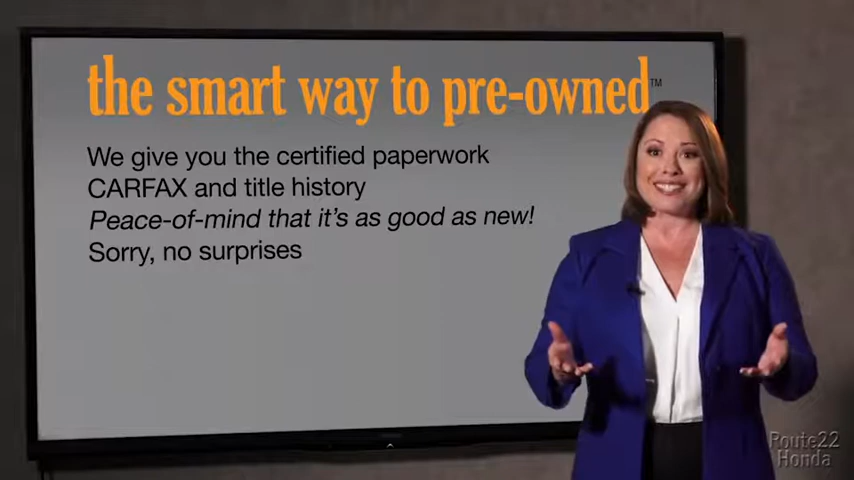 the smart way to pre-owned™
We give you the certified paperwork
CARFAX and title history
Peace-of-mind that it's as good as new!
Sorry, no surprises
Route22
Honda